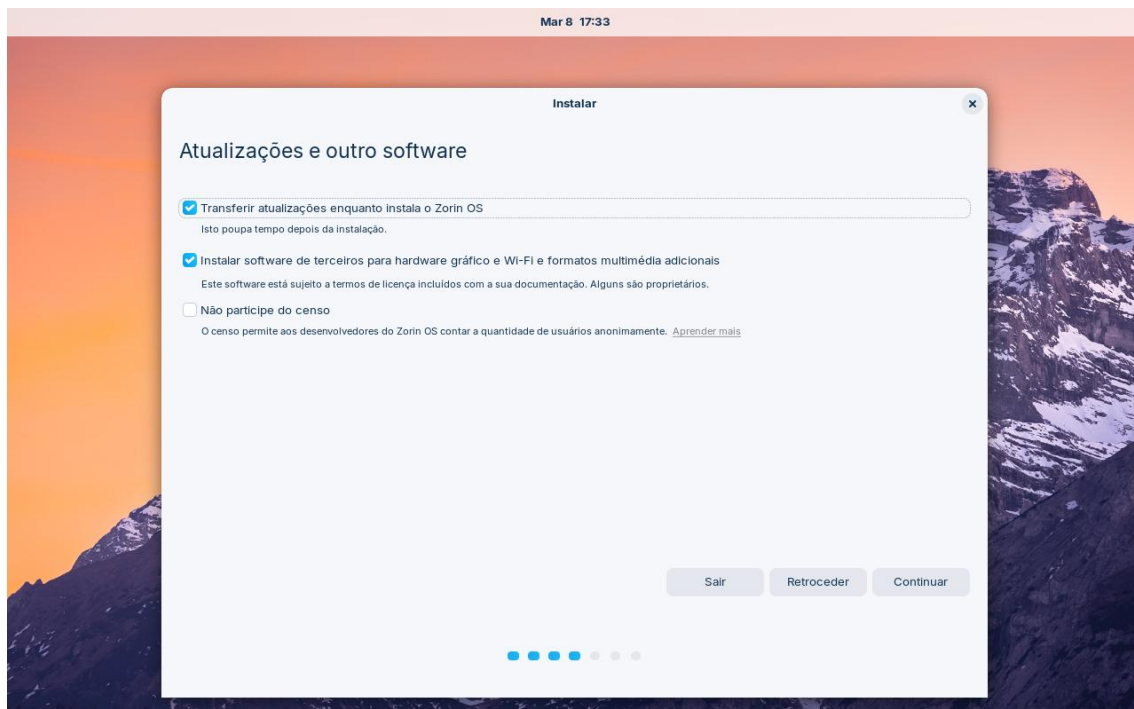 Mar 8 17:33
Instalar
Atualizações e outro software
Transferir atualizações enquanto instala o Zorin OS
Isto poupa tempo depois da instalação.
Instalar software de terceiros para hardware gráfico e Wi-Fi e formatos multimédia adicionais
Este software está sujeito a termos de licença incluídos com a sua documentação. Alguns são proprietários.
Não participe do censo
O censo permite aos desenvolvedores do Zorin OS contar a quantidade de usuários anonimamente. Aprender mais
Sair Retroceder Continuar